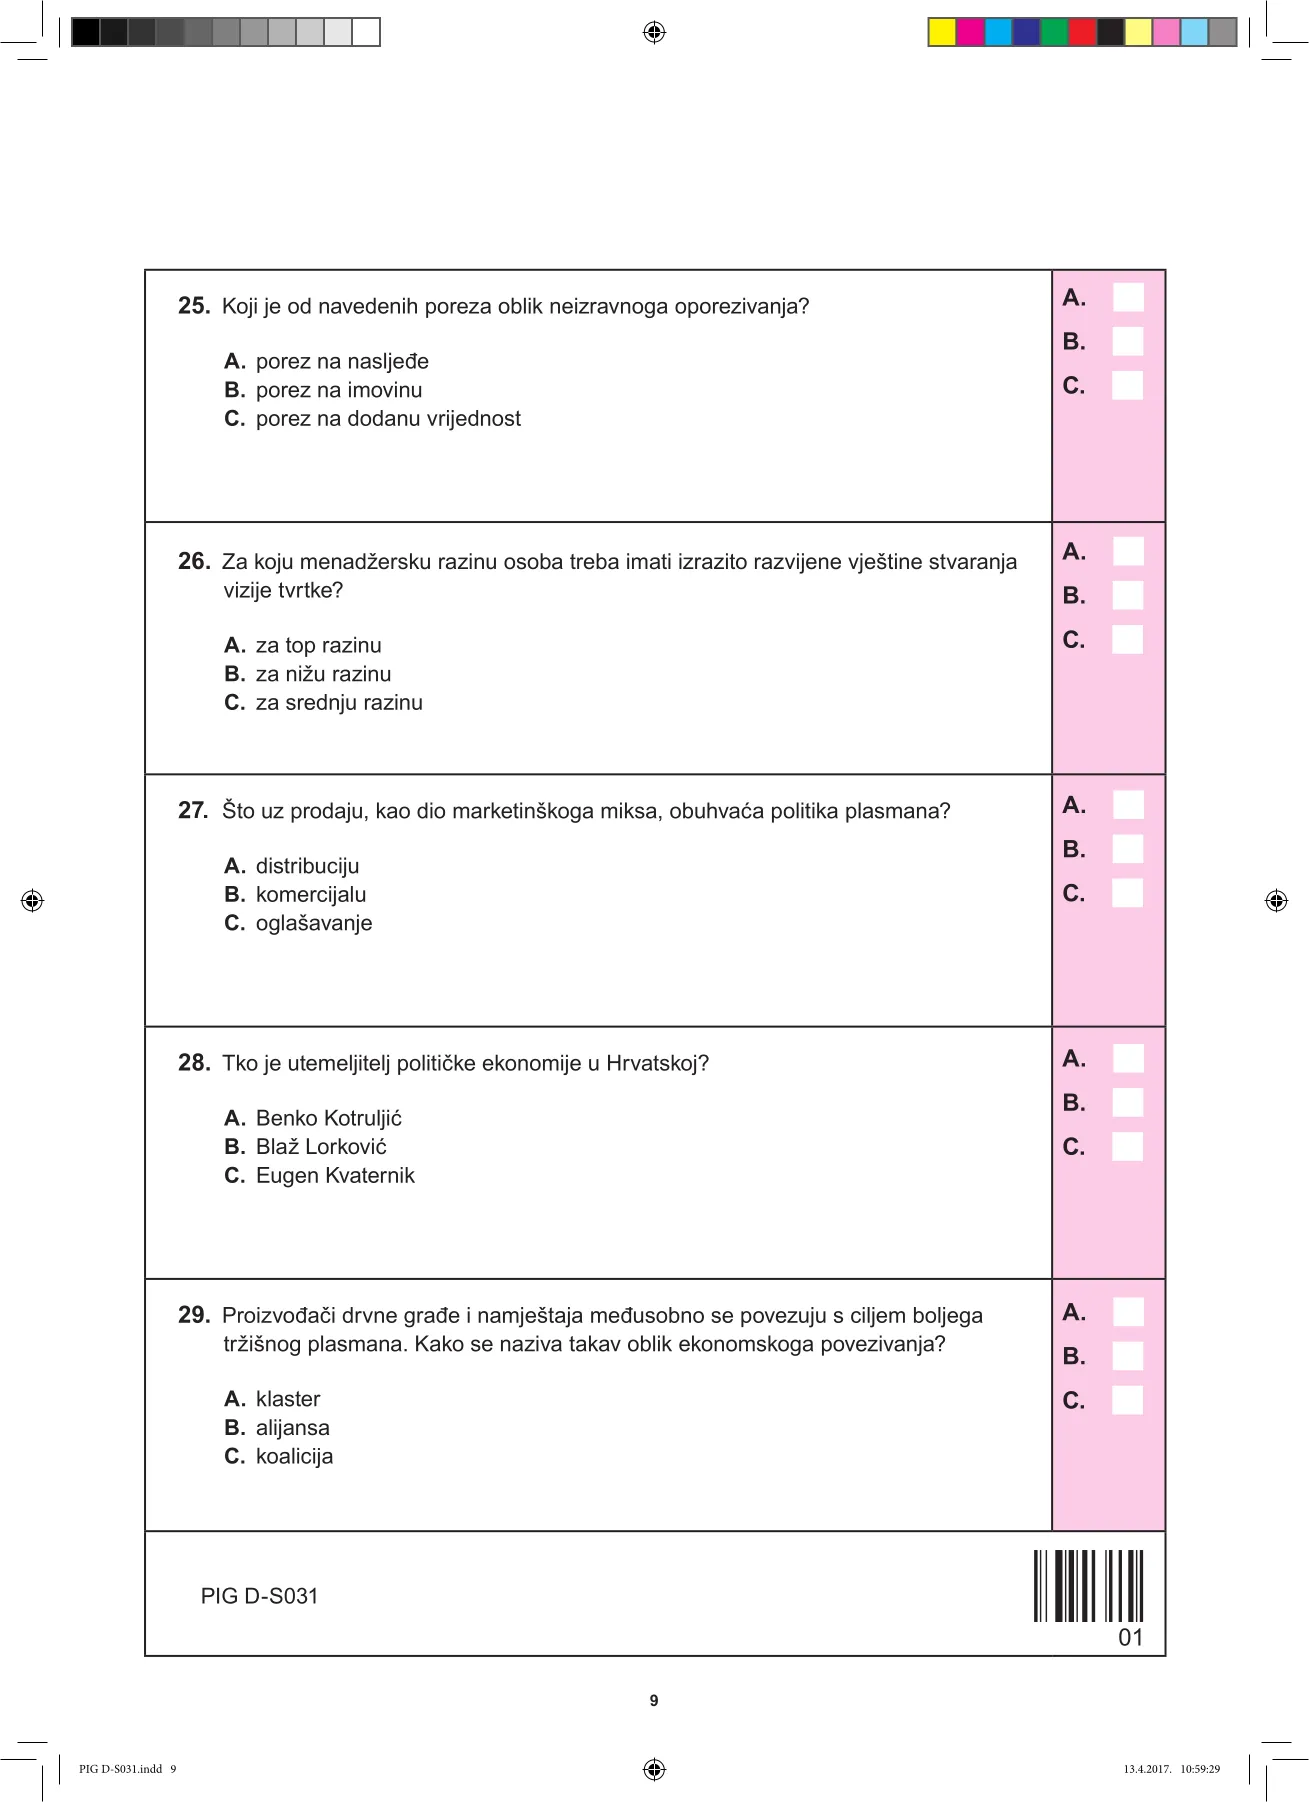 25. Koji je od navedenih poreza oblik neizravnoga oporezivanja?
A. porez na nasljeđe
B. porez na imovinu
C. porez na dodanu vrijednost
A.
B.
C.
26. Za koju menadžersku razinu osoba treba imati izrazito razvijene vještine stvaranja
vizije tvrtke?
A. za top razinu
B. za nižu razinu
C. za srednju razinu
A.
B.
C.
27. Što uz prodaju, kao dio marketinškoga miksa, obuhvaća politika plasmana?
A. distribuciju
B. komercijalu
C. oglašavanje
A.
B.
C.
28. Tko je utemeljitelj političke ekonomije u Hrvatskoj?
A. Benko Kotruljić
B. Blaž Lorković
C. Eugen Kvaternik
A.
B.
C.
29. Proizvođači drvne građe i namještaja međusobno se povezuju s ciljem boljega
tržišnog plasmana. Kako se naziva takav oblik ekonomskoga povezivanja?
A. klaster
B. alijansa
C. koalicija
A.
B.
C.
PIG D-S031
01
9
PIG D-S031.indd 9
13.4.2017. 10:59:29